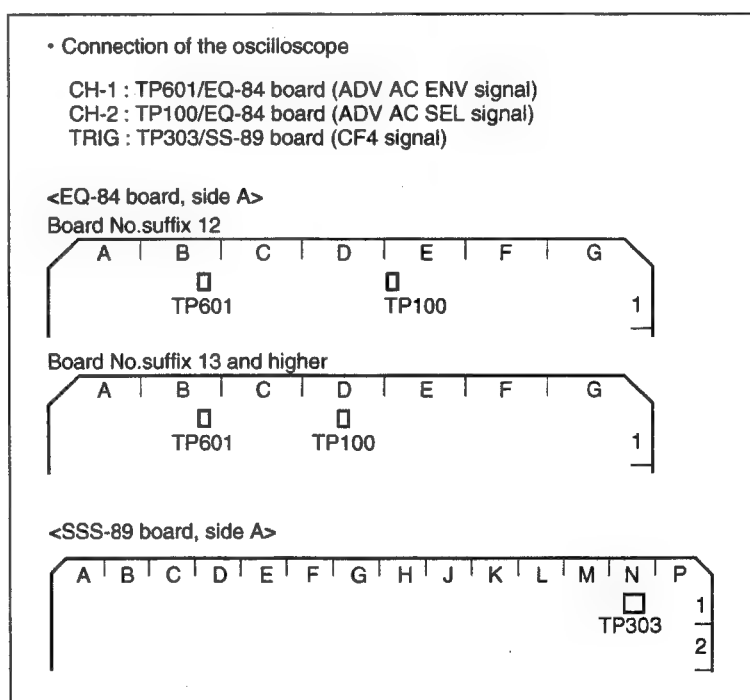 • Connection of the oscilloscope
CH-1 : TP601/EQ-84 board (ADV AC ENV signal)
CH-2 : TP100/EQ-84 board (ADV AC SEL signal)
TRIG : TP303/SS-89 board (CF4 signal)
<EQ-84 board, side A>
Board No.suffix 12
A B C D E F G
TP601 TP100
1
Board No.suffix 13 and higher
A B C D E F G
TP601 TP100
1
<SSS-89 board, side A>
A B C D E F G H J K L M N P
1
TP303
2